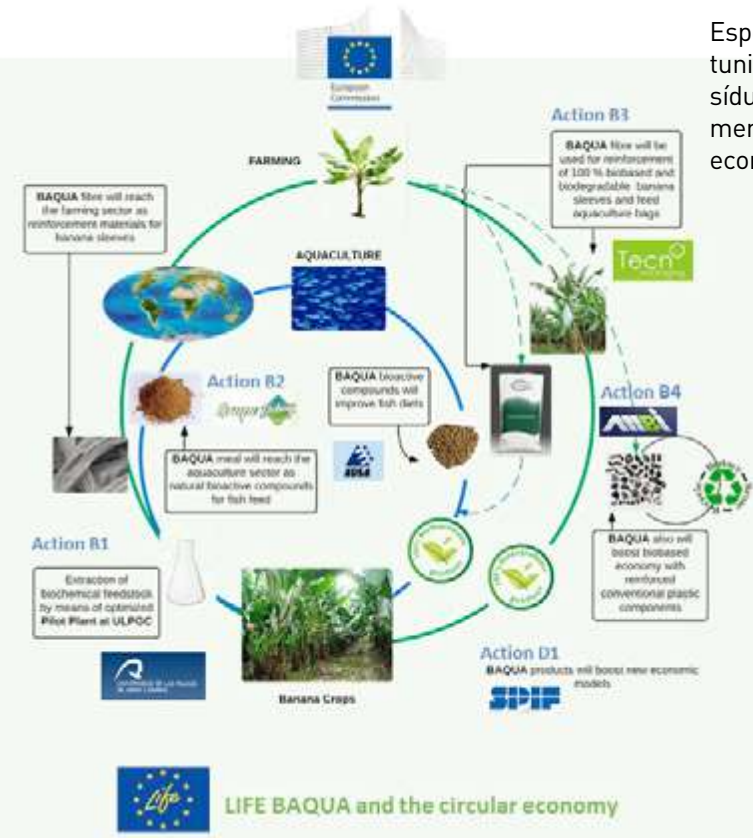 European
Commission
Esp
tuni
sídu
men
econ
Action B3
BAQUA fibre will be
used for reinforcement
of 100 % biobased and
biodegradable banana
sleeves and feed
aquaculture bags
FARMING
BAQUA fibre will reach
the farming sector as
reinforcement materials for
banana sleeves
Tecn
AQUACULTURE
Action B2
BAQUA bioactive
compounds will
improve fish diets
Action B4
BAQUA meal will reach the
aquaculture sector as
natural bioactive compounds
for fish feed
Action B1
Extraction of
biochemical feedstock
by means of optimized
Pilot Plant at ULPGC
BAQUA also will
boost biobased
economy with
reinforced
conventional plastic
components
Banana Crops
Action D1
BAQUA products will boost new economic
models
SPIF
Life
LIFE BAQUA and the circular economy